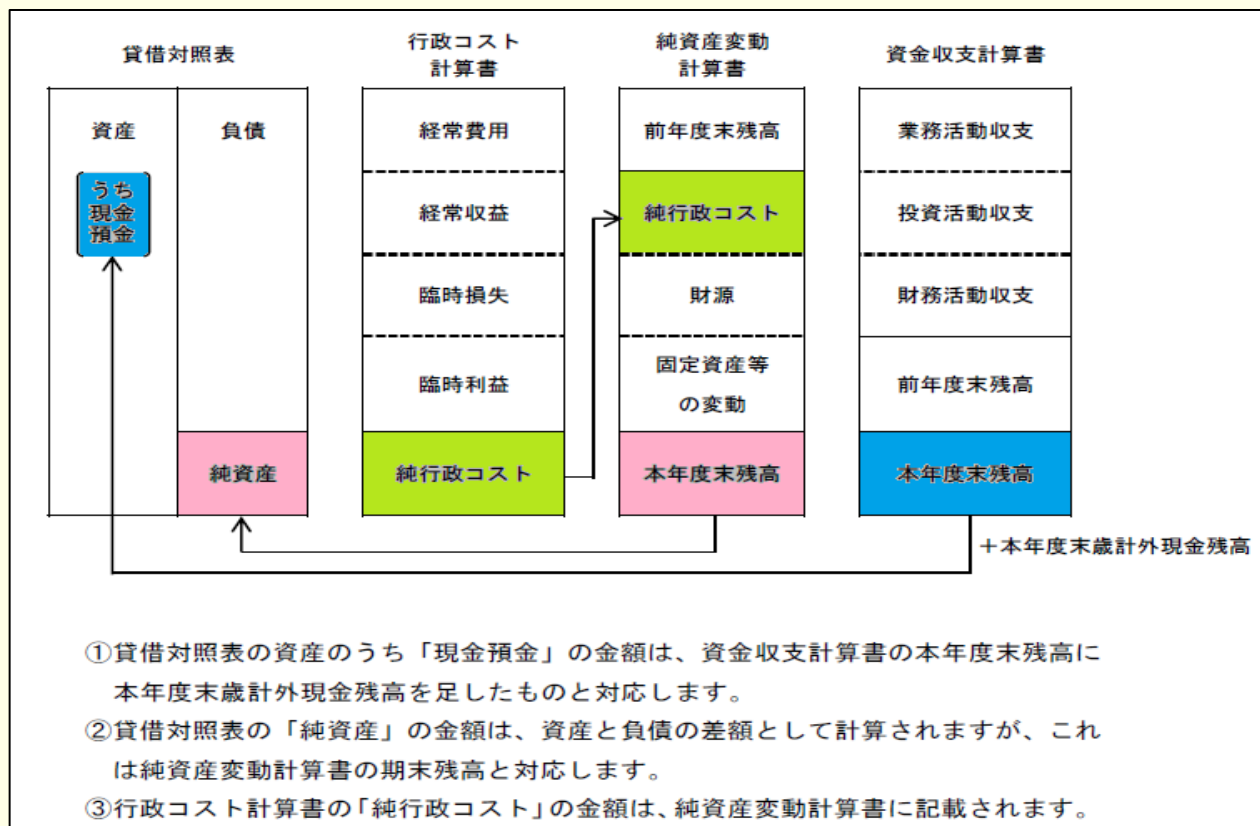 貸借対照表
資産
負債
うち
現金
預金
純資産
行政コスト
計算書
経常費用
経常収益
臨時損失
臨時利益
純行政コスト
純資産変動
計算書
前年度末残高
純行政コスト
財源
固定資産等
の変動
本年度末残高
資金収支計算書
業務活動収支
投資活動収支
財務活動収支
前年度末残高
本年度末残高
＋本年度末歳計外現金残高
①貸借対照表の資産のうち「現金預金」の金額は、資金収支計算書の本年度末残高に
本年度末歳計外現金残高を足したものと対応します。
②貸借対照表の「純資産」の金額は、資産と負債の差額として計算されますが、これ
は純資産変動計算書の期末残高と対応します。
③行政コスト計算書の「純行政コスト」の金額は、純資産変動計算書に記載されます。